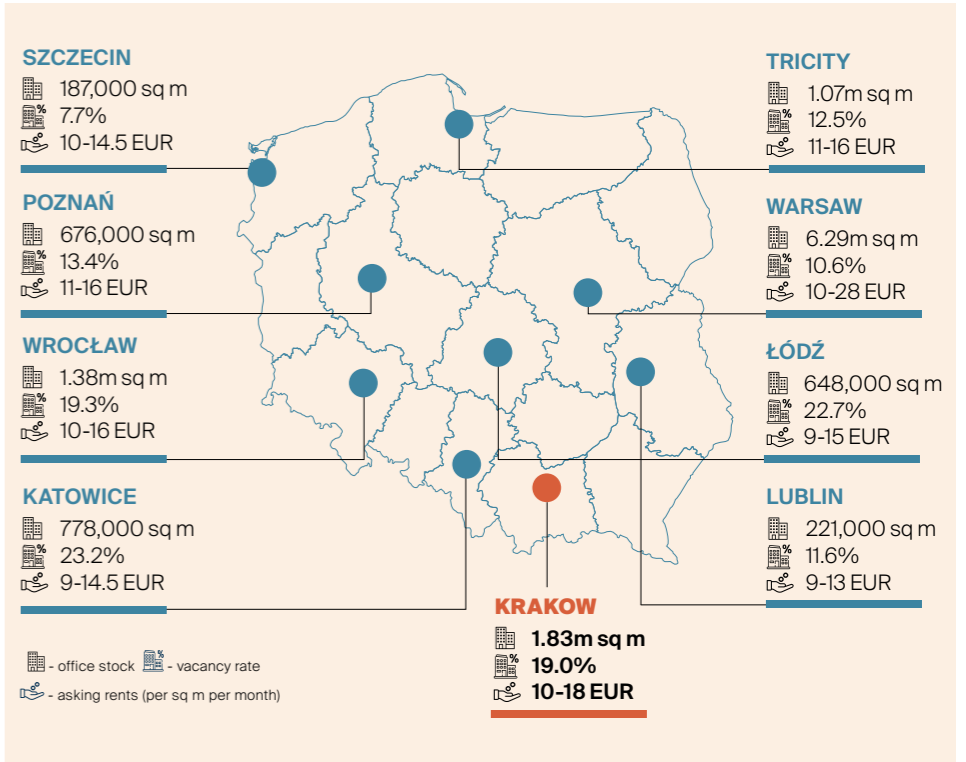 SZCZECIN
187,000 sq m
7.7%
10-14.5 EUR
POZNAŃ
676,000 sq m
13.4%
11-16 EUR
WROCŁAW
1.38m sq m
19.3%
10-16 EUR
KATOWICE
778,000 sq m
23.2%
9-14.5 EUR
TRICITY
1.07m sq m
12.5%
11-16 EUR
WARSAW
6.29m sq m
10.6%
10-28 EUR
ŁÓDŹ
648,000 sq m
22.7%
9-15 EUR
LUBLIN
221,000 sq m
11.6%
9-13 EUR
KRAKOW
1.83m sq m
19.0%
10-18 EUR
- office stock % - vacancy rate
- asking rents (per sq m per month)